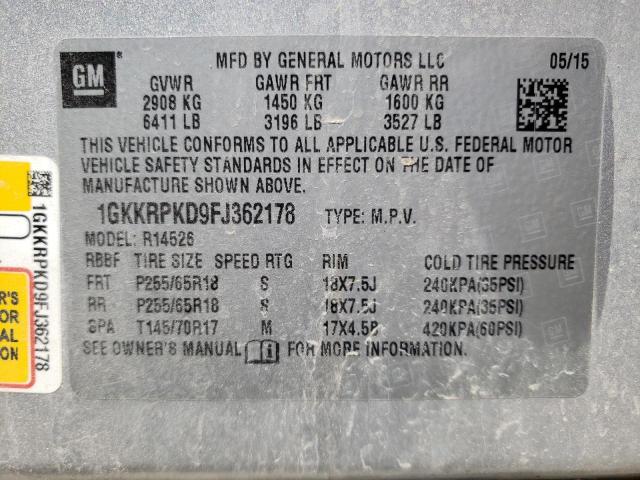 GM
MFD BY GENERAL MOTORS LLC 05/15
GVWR GAWR FRT GAWR RR
2908 KG 1450 KG 1600 KG
6411 LB 3196 LB 3527 LB
THIS VEHICLE CONFORMS TO ALL APPLICABLE U.S. FEDERAL MOTOR
VEHICLE SAFETY STANDARDS IN EFFECT ON THE DATE OF
MANUFACTURE SHOWN ABOVE.
1GKKRPKD9FJ362178 TYPE: M.P.V.
MODEL: R14526
RBBF TIRE SIZE SPEED RTG RIM COLD TIRE PRESSURE
FRT P255/65R18 S 18X7.5J 240KPA(35PSI)
RR P255/65R18 S 18X7.5J 240KPA(35PSI)
SPA T145/70R17 M 17X4.5B 420KPA(60PSI)
SEE OWNER'S MANUAL FOR MORE INFORMATION.
1GKKRPKD9FJ362178